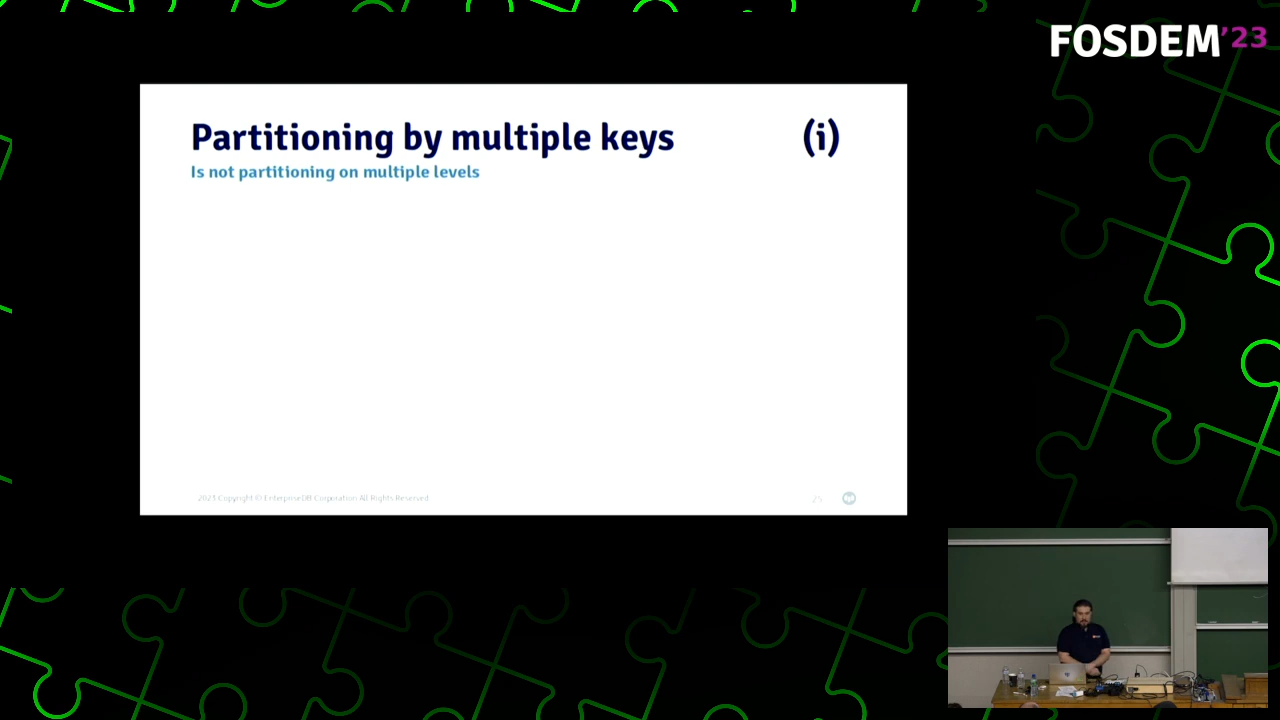 FOSDEM'23
Partitioning by multiple keys (i)
Is not partitioning on multiple levels
2023 Copyright © EnterpriseDB Corporation All Rights Reserved
25